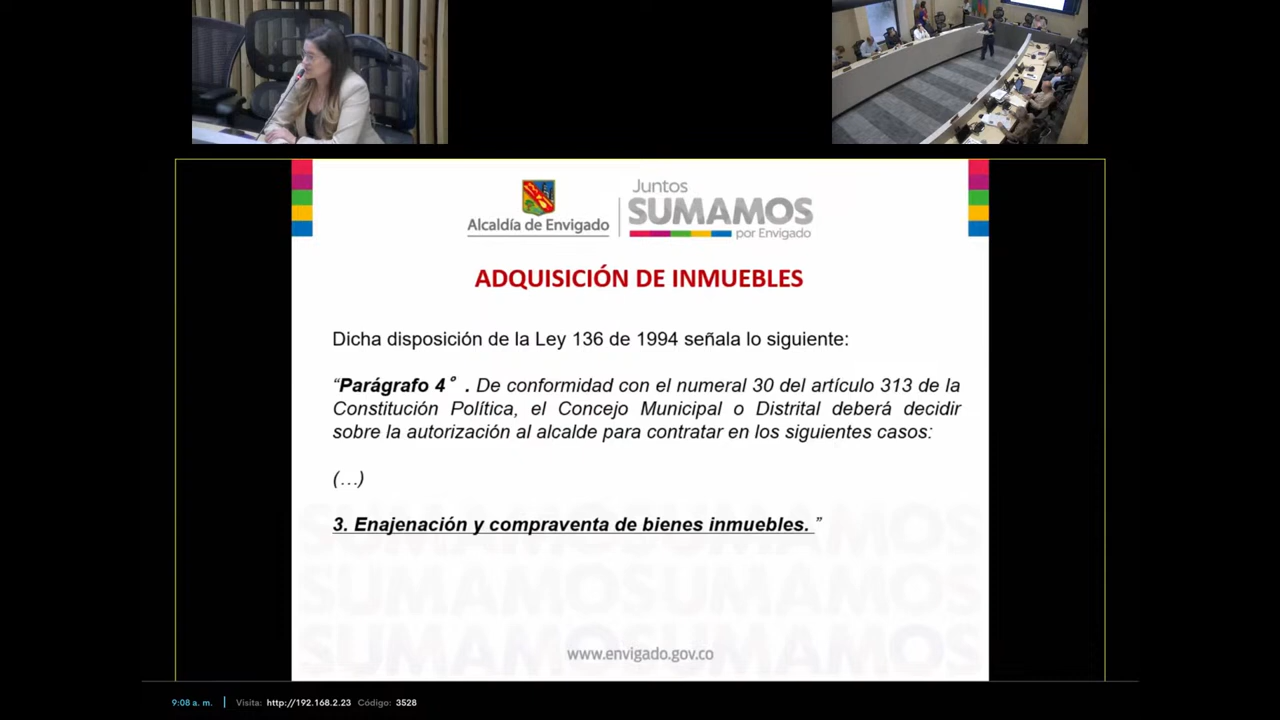 Alcaldía de Envigado
Juntos
SUMAMOS
por Envigado
ADQUISICIÓN DE INMUEBLES
Dicha disposición de la Ley 136 de 1994 señala lo siguiente:
“Parágrafo 4° . De conformidad con el numeral 30 del artículo 313 de la
Constitución Política, el Concejo Municipal o Distrital deberá decidir
sobre la autorización al alcalde para contratar en los siguientes casos:
(…)
3. Enajenación y compraventa de bienes inmuebles. ”
SUMAMOSSUMAMOS
SUMAMOSSUMAMOS
SUMAMOSSUMAMOS
www.envigado.gov.co
9:08 a. m. | Visita: http://192.168.2.23 Código: 3528